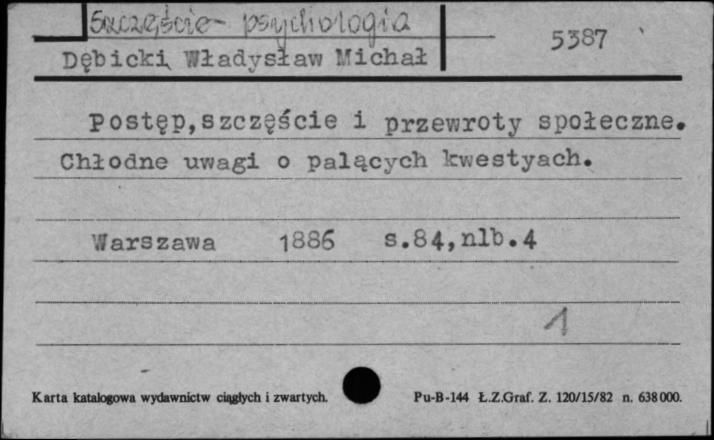 Szczęście - psychologia
5387
Dębicki Władysław Michał
Postęp,szczęście i przewroty społeczne.
Chłodne uwagi o palących kwestyach.
Warszawa 1886 s.84,nlb.4
1
Karta katalogowa wydawnictw ciągłych i zwartych. Pu-B-144 Ł.Z.Graf. Z. 120/15/82 n. 638000.